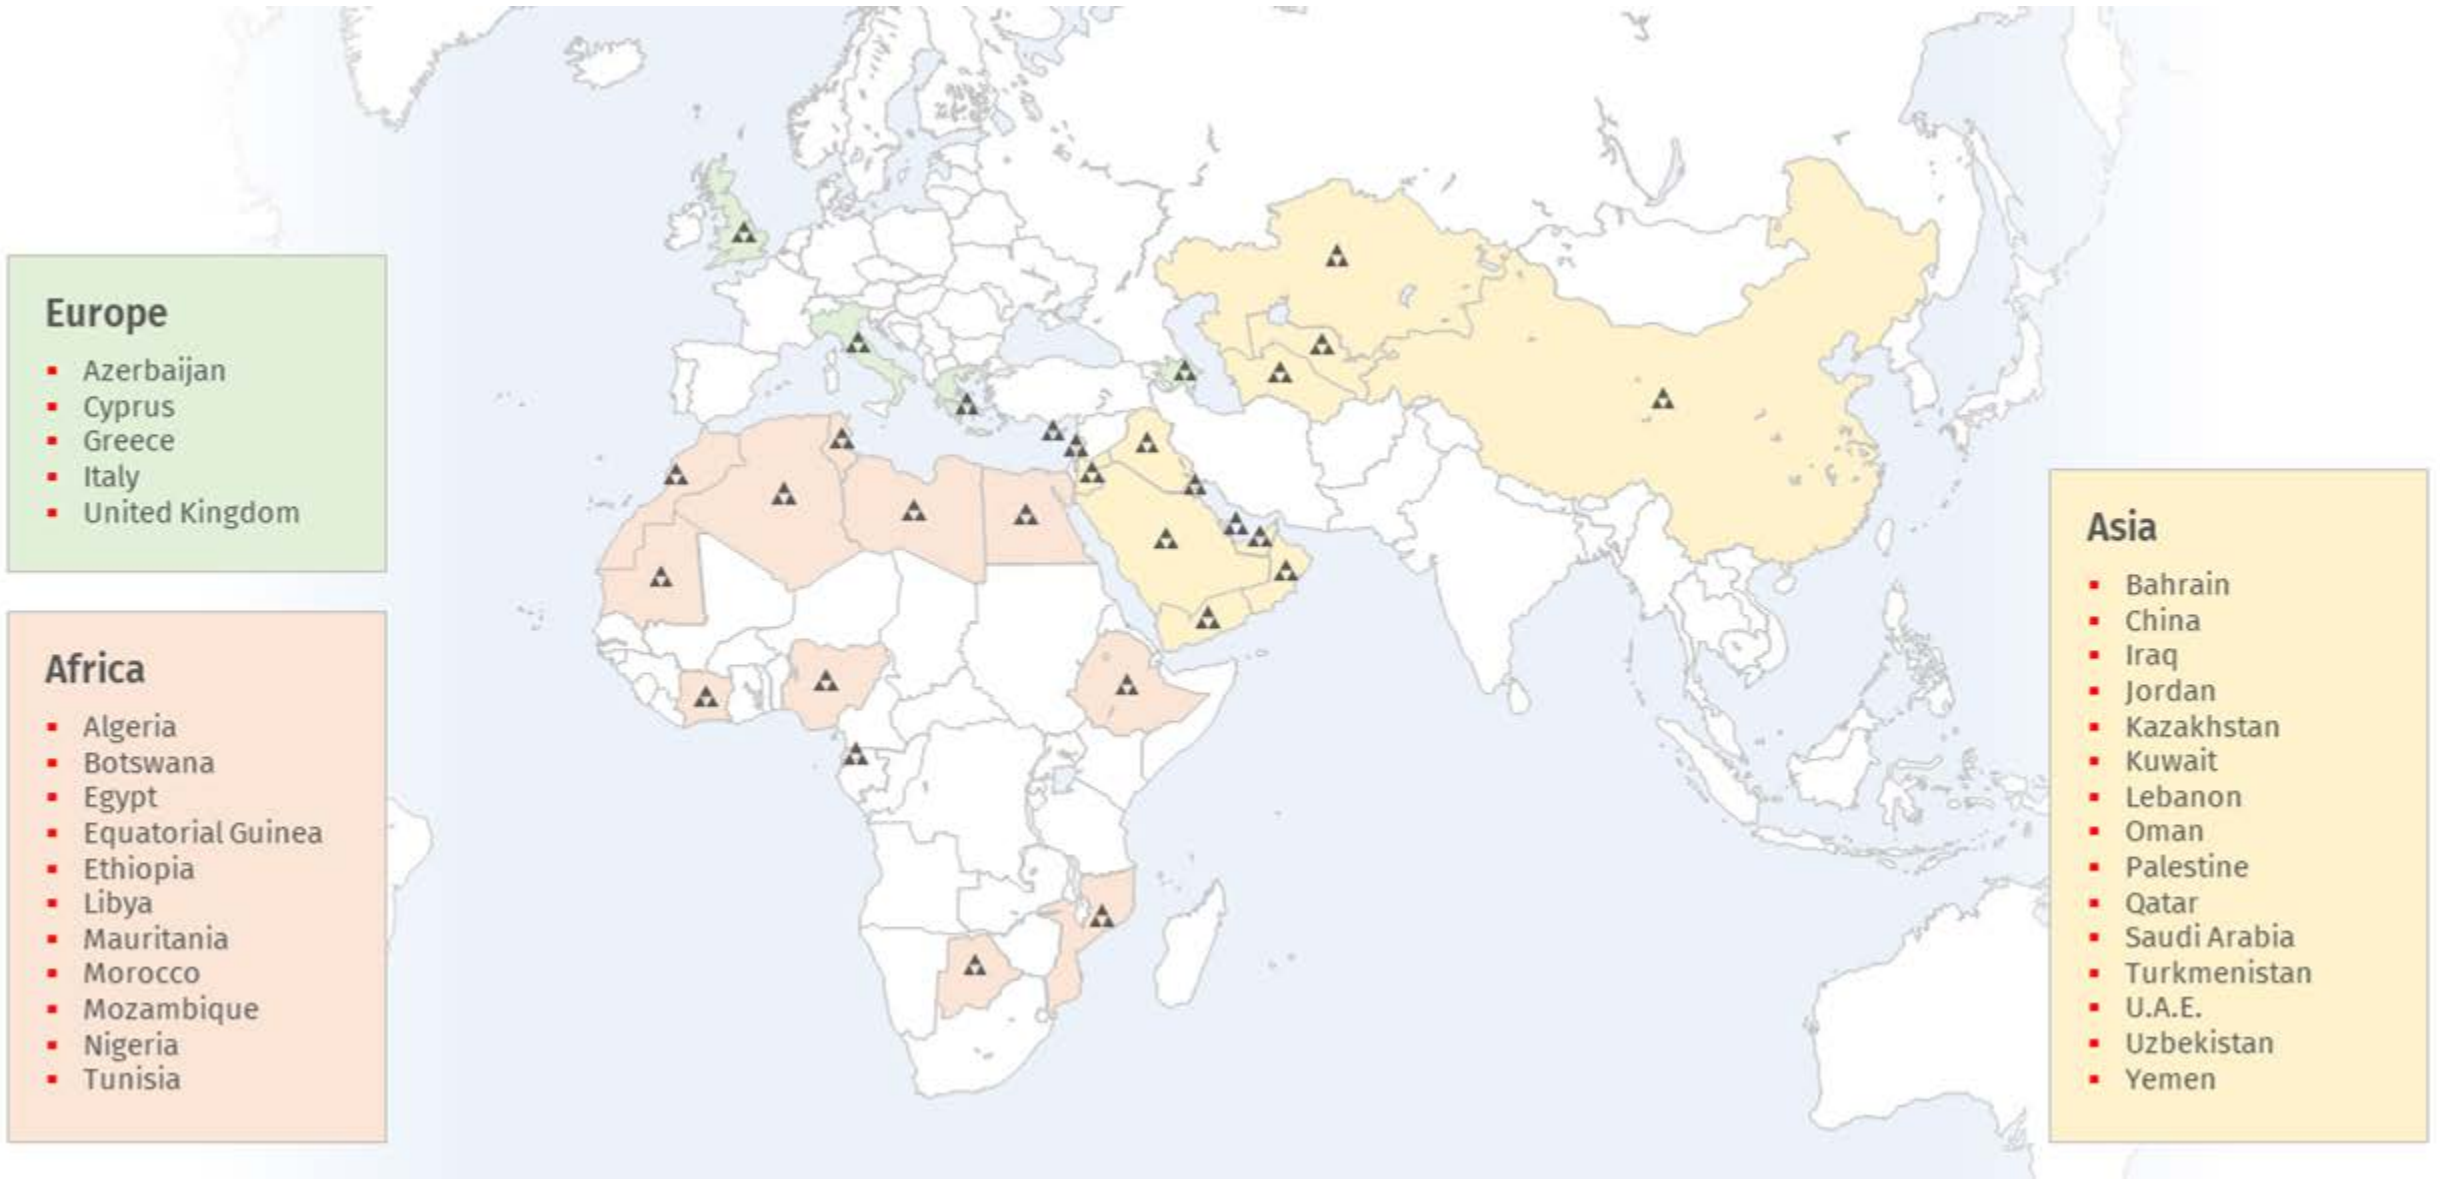 Europe
Azerbaijan
Cyprus
Greece
Italy
United Kingdom
Africa
Algeria
Botswana
Egypt
Equatorial Guinea
Ethiopia
Libya
Mauritania
Morocco
Mozambique
Nigeria
Tunisia
Asia
Bahrain
China
Iraq
Jordan
Kazakhstan
Kuwait
Lebanon
Oman
Palestine
Qatar
Saudi Arabia
Turkmenistan
U.A.E.
Uzbekistan
Yemen